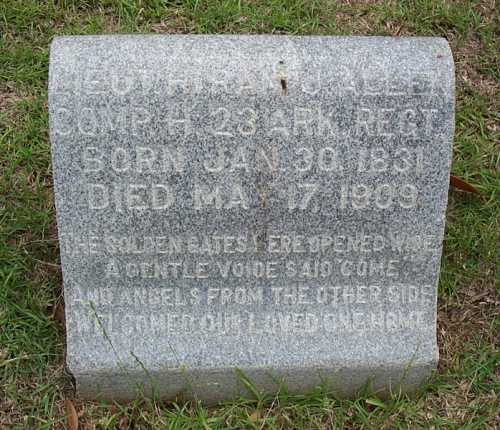 LIEUT HIRAM J ALLEN
COMP. H. 23 ARK. REGT.
BORN JAN. 30. 1831
DIED MAY 17, 1909.
THE GOLDEN GATES WERE OPENED WIDE
A GENTLE VOICE SAID COME
AND ANGELS FROM THE OTHER SIDE
WELCOMED OUR LOVED ONE HOME